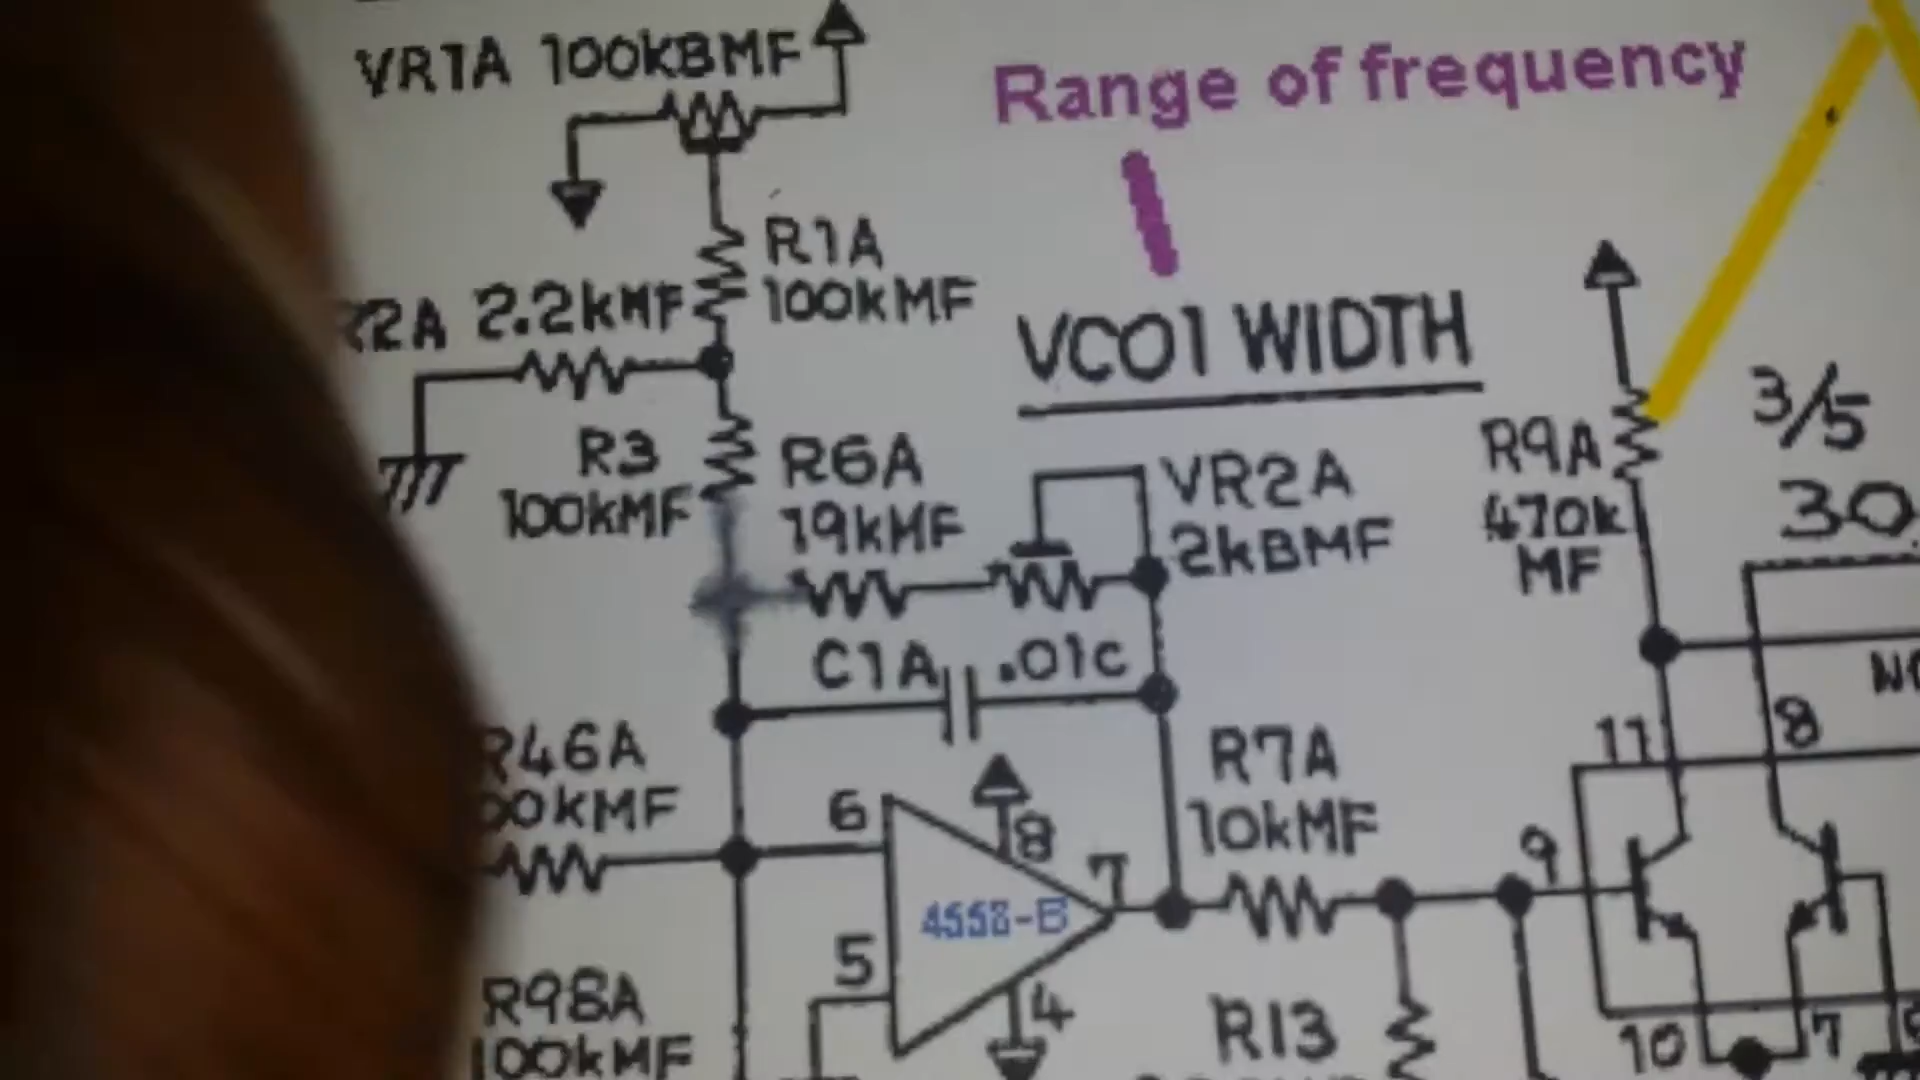 VR1A 100kBMF
Range of frequency
R1A
100kMF
R2A 2.2kMF
VCO1 WIDTH
R3
100kMF
R6A
19kMF
VR2A
2kBMF
R9A
470k
MF
3/5
C1A .01c
R46A
00kMF
R7A
10kMF
11
8
6
8
7
9
4558-B
5
4
R98A
100kMF
R13
10
7